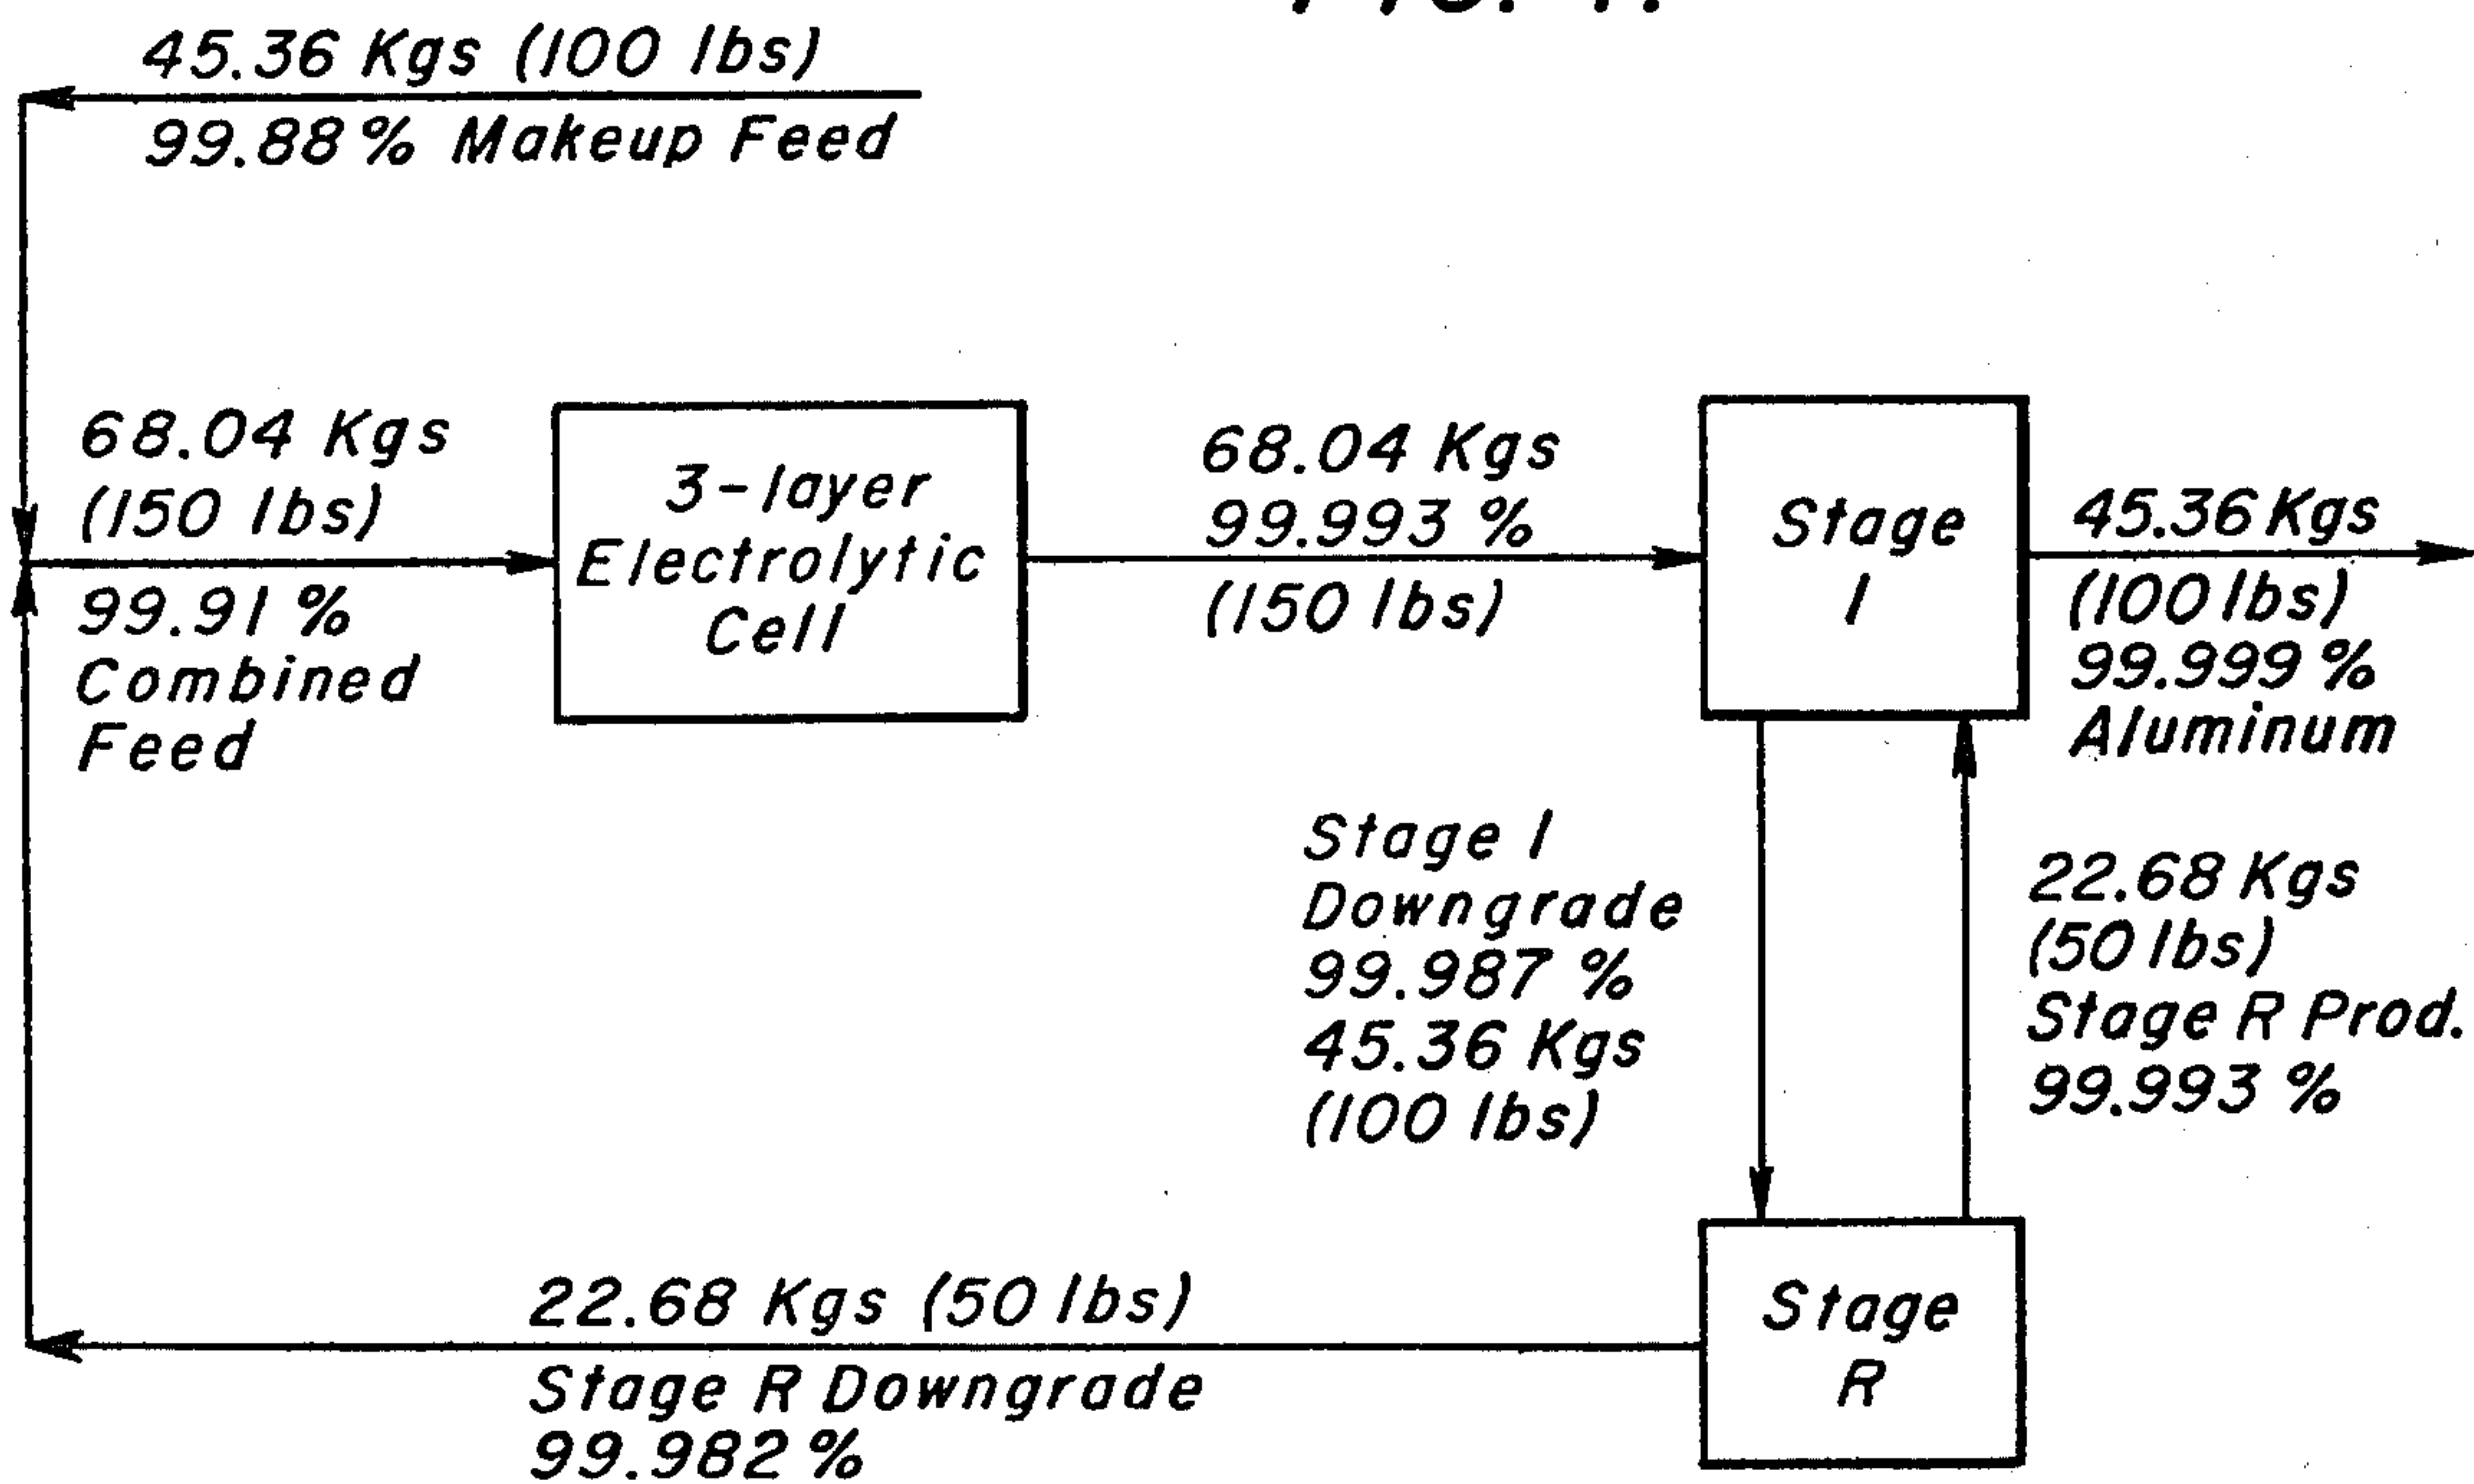 FIG. 1.
45.36 Kgs (100 lbs)
99.88% Makeup Feed
68.04 Kgs
(150 lbs)
99.91 %
Combined
Feed
3-layer
Electrolytic
Cell
68.04 Kgs
99.993 %
(150 lbs)
Stage
I
45.36 Kgs
(100 lbs)
99.999 %
Aluminum
Stage I
Downgrade
99.987 %
45.36 Kgs
(100 lbs)
22.68 Kgs
(50 lbs)
Stage R Prod.
99.993 %
22.68 Kgs (50 lbs)
Stage R Downgrade
99.982 %
Stage
R